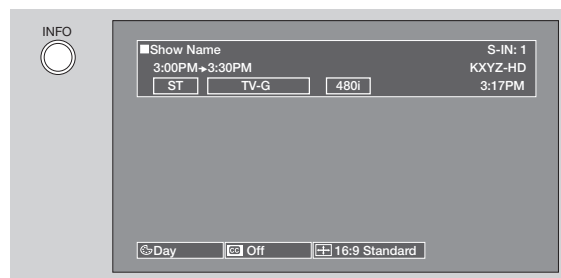 INFO
■Show Name S-IN: 1
3:00PM➔3:30PM KXYZ-HD
ST TV-G 480i 3:17PM
Day CC Off 16:9 Standard